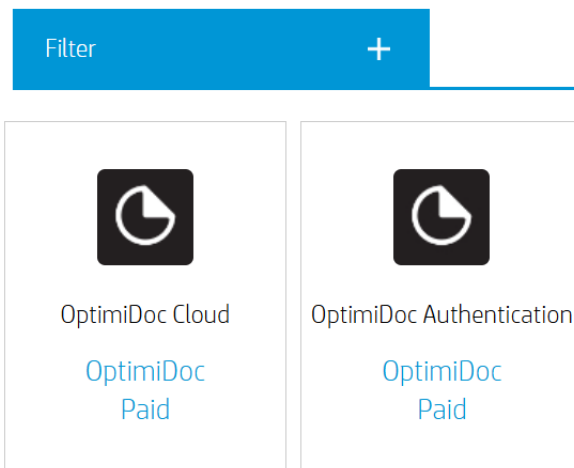 Filter +
OptimiDoc Cloud
OptimiDoc
Paid
OptimiDoc Authentication
OptimiDoc
Paid